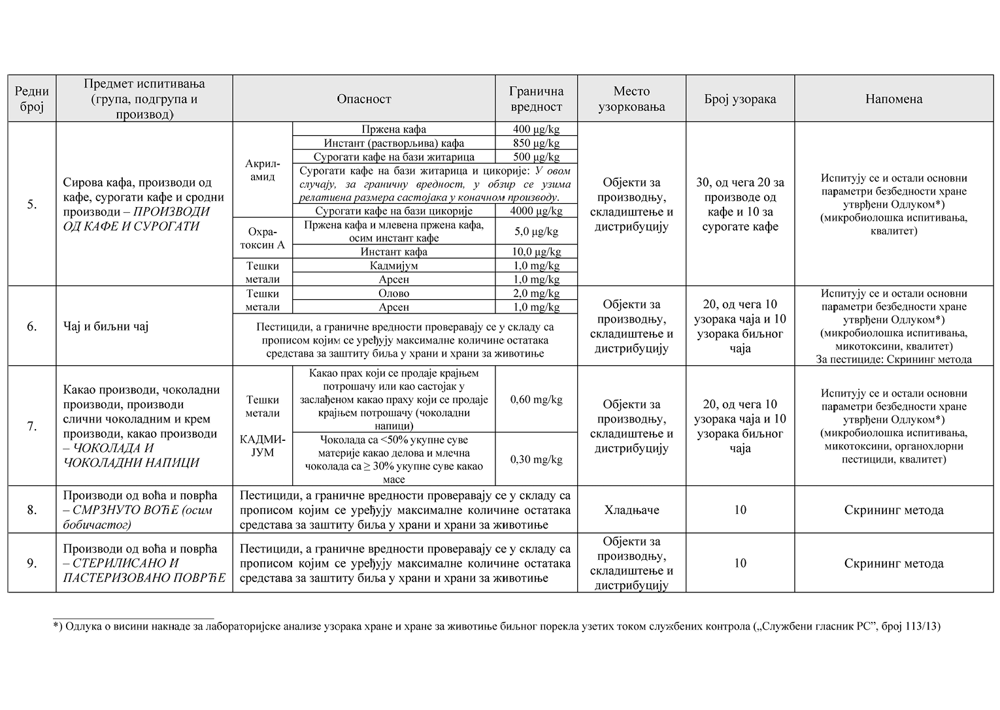 Редни
број
Предмет испитивања
(група, подгрупа и
производ)
Опасност
Гранична
вредност
Место
узорковања
Број узорака
Напомена
5.
Сирова кафа, производи од
кафе, сурогати кафе и сродни
производи – ПРОИЗВОДИ
ОД КАФЕ И СУРОГАТИ
Акрил-
амид
Пржена кафа
400 μg/kg
Инстант (растворљива) кафа
850 μg/kg
Сурогати кафе на бази житарица
500 μg/kg
Сурогати кафе на бази житарица и цикорије: У овом
случају, за граничну вредност, у обзир се узима
релативна размера састојака у коначном производу.
Сурогати кафе на бази цикорије
4000 μg/kg
Охра-
токсин А
Пржена кафа и млевена пржена кафа,
осим инстант кафе
5,0 μg/kg
Инстант кафа
10,0 μg/kg
Тешки
метали
Кадмијум
1,0 mg/kg
Арсен
1,0 mg/kg
Објекти за
производњу,
складиштење и
дистрибуцију
30, од чега 20 за
производе од
кафе и 10 за
сурогате кафе
Испитују се и остали основни
параметри безбедности хране
утврђени Одлуком*)
(микробиолошка испитивања,
квалитет)
6.
Чај и биљни чај
Тешки
метали
Олово
2,0 mg/kg
Арсен
1,0 mg/kg
Пестициди, а граничне вредности проверавају се у складу са
прописом којим се уређују максималне количине остатака
средстава за заштиту биља у храни и храни за животиње
Објекти за
производњу,
складиштење и
дистрибуцију
20, од чега 10
узорака чаја и 10
узорака биљног
чаја
Испитују се и остали основни
параметри безбедности хране
утврђени Одлуком*)
(микробиолошка испитивања,
микотоксини, квалитет)
За пестициде: Скрининг метода
7.
Какао производи, чоколадни
производи, производи
слични чоколадним и крем
производи, какао производи
– ЧОКОЛАДА И
ЧОКОЛАДНИ НАПИЦИ
Тешки
метали
КАДМИ-
ЈУМ
Какао прах који се продаје крајњем
потрошачу или као састојак у
заслађеном какао праху који се продаје
крајњем потрошачу (чоколадни
напици)
0,60 mg/kg
Чоколада са <50% укупне суве
материје какао делова и млечна
чоколада са ≥ 30% укупне суве какао
масе
0,30 mg/kg
Објекти за
производњу,
складиштење и
дистрибуцију
20, од чега 10
узорака чаја и 10
узорака биљног
чаја
Испитују се и остали основни
параметри безбедности хране
утврђени Одлуком*)
(микробиолошка испитивања,
микотоксини, органохлорни
пестициди, квалитет)
8.
Производи од воћа и поврћа
– СМРЗНУТО ВОЋЕ (осим
бобичастог)
Пестициди, а граничне вредности проверавају се у складу са
прописом којим се уређују максималне количине остатака
средстава за заштиту биља у храни и храни за животиње
Хладњаче
10
Скрининг метода
9.
Производи од воћа и поврћа
– СТЕРИЛИСАНО И
ПАСТЕРИЗОВАНО ПОВРЋЕ
Пестициди, а граничне вредности проверавају се у складу са
прописом којим се уређују максималне количине остатака
средстава за заштиту биља у храни и храни за животиње
Објекти за
производњу,
складиштење и
дистрибуцију
10
Скрининг метода
*) Одлука о висини накнаде за лабораторијске анализе узорака хране и хране за животиње биљног порекла узетих током службених контрола („Службени гласник РС”, број 113/13)